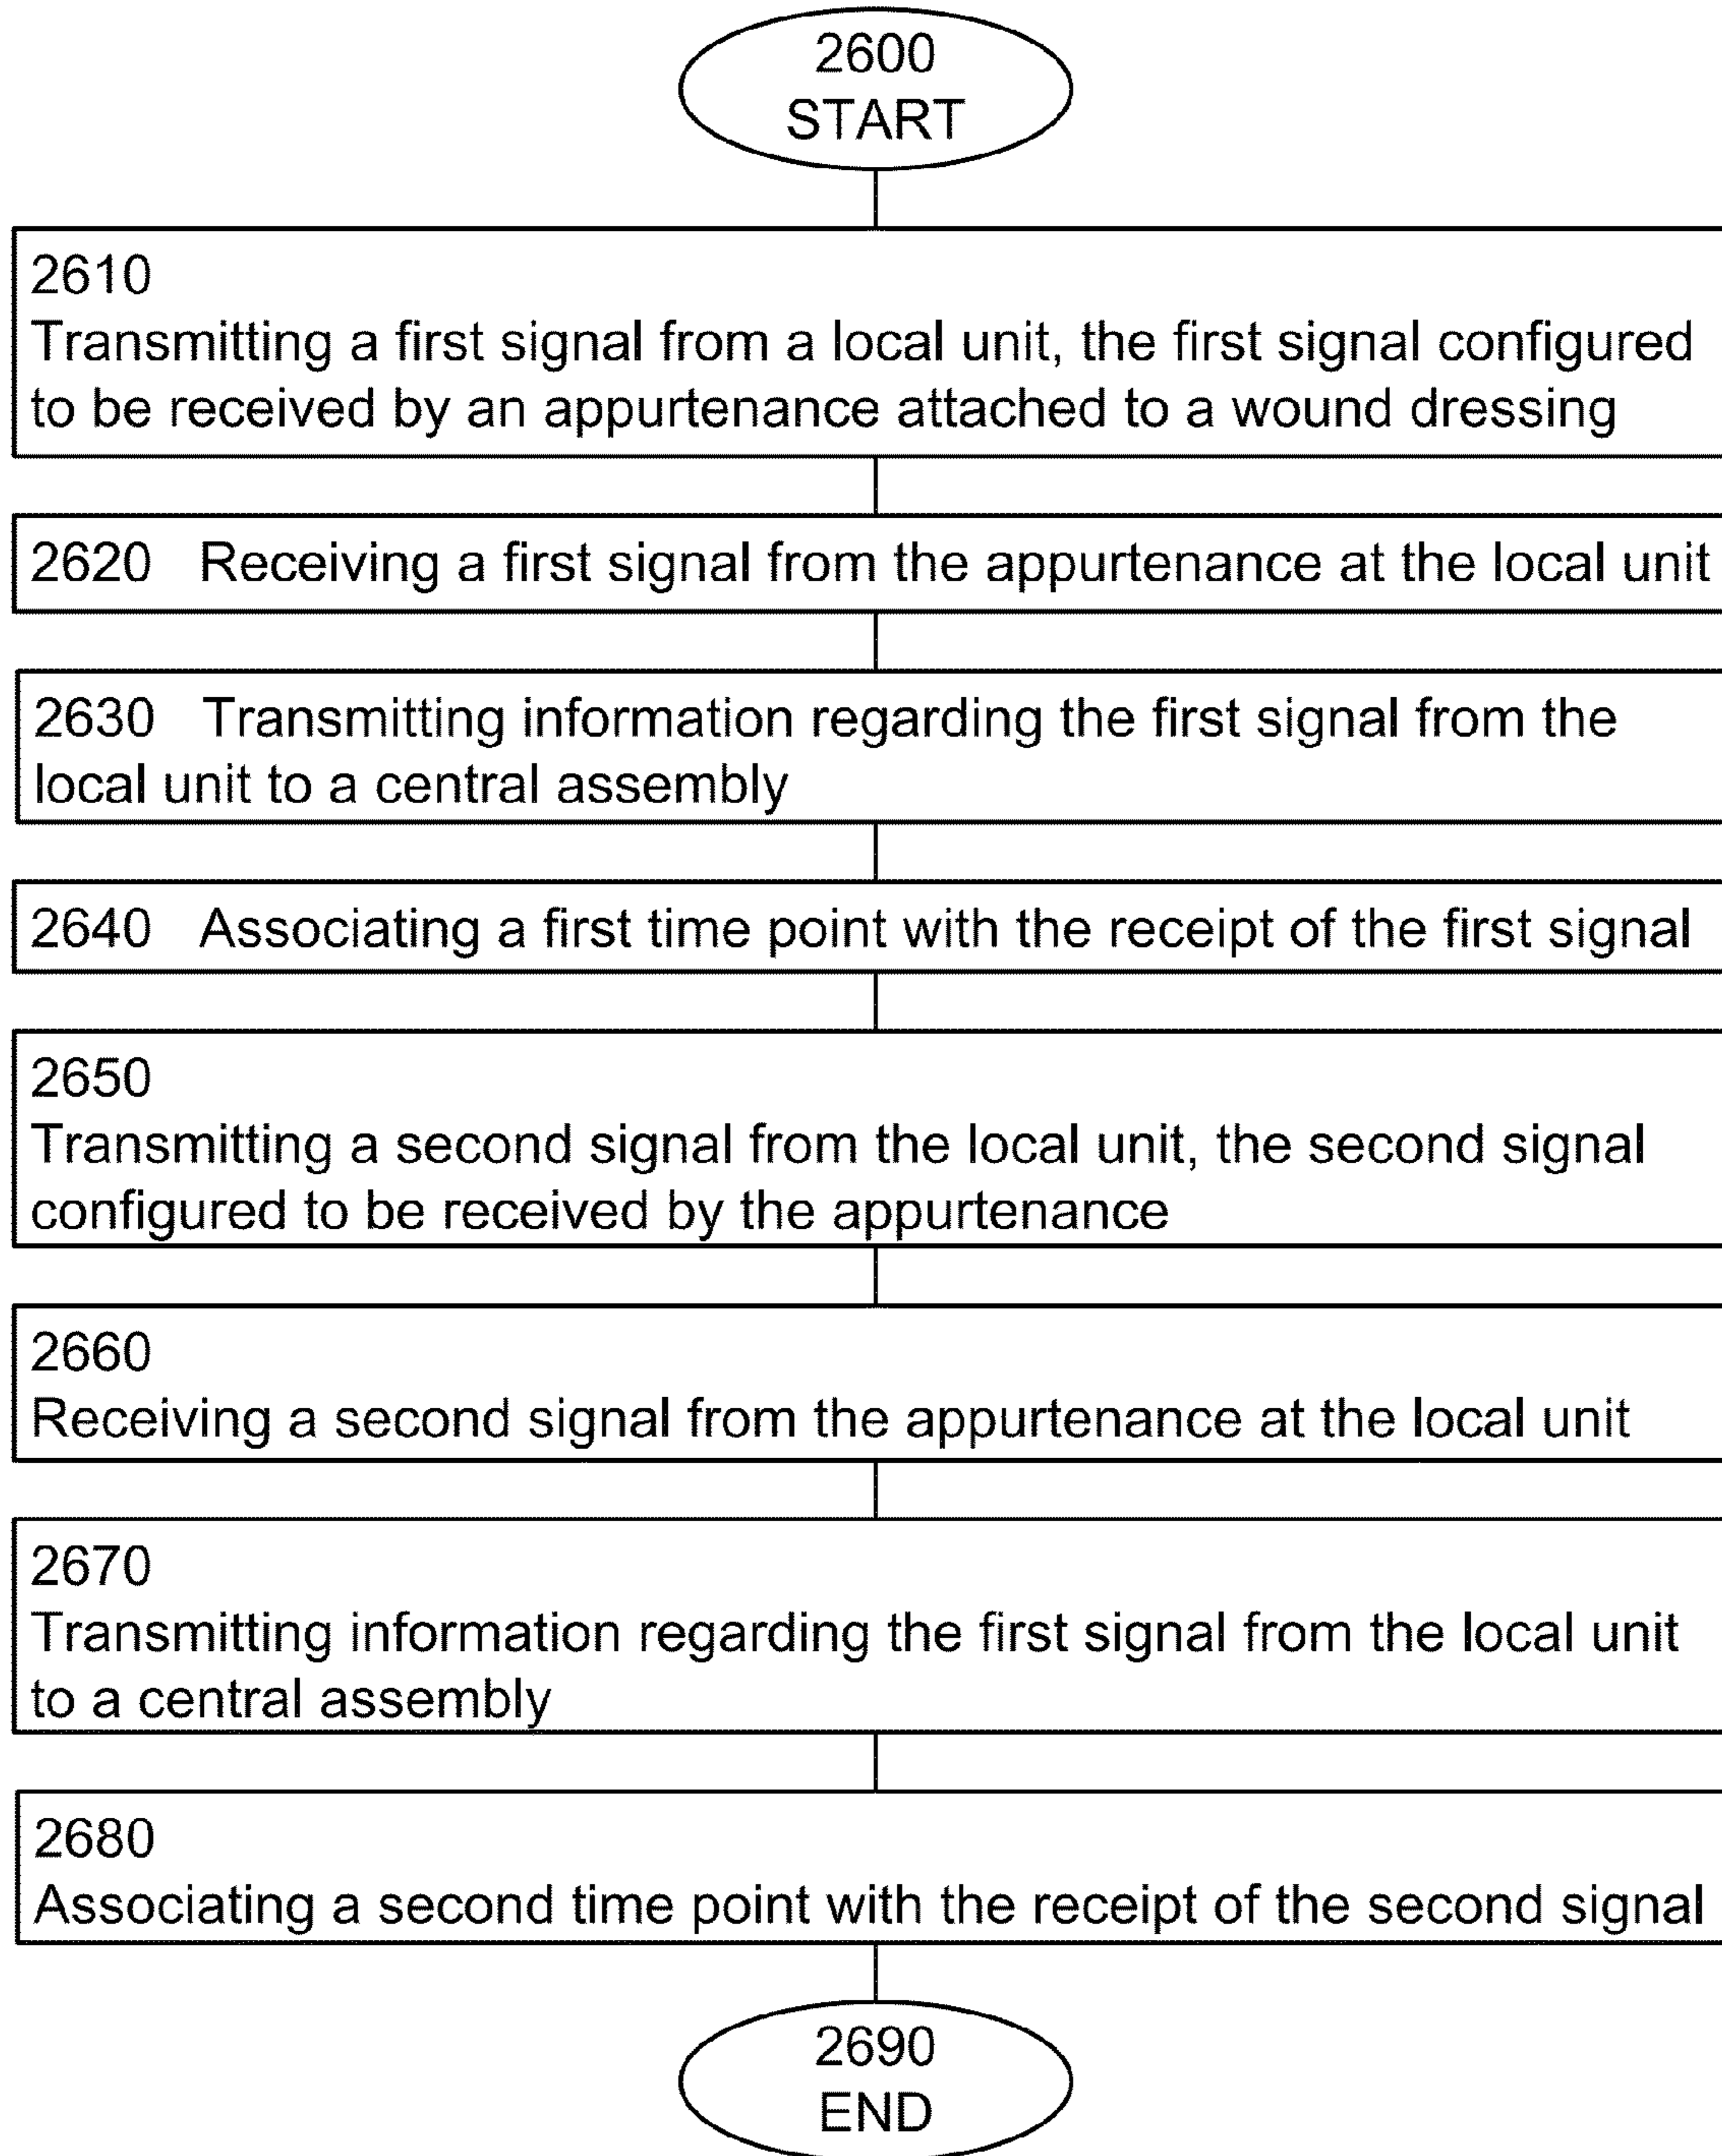 2600
START
2610
Transmitting a first signal from a local unit, the first signal configured
to be received by an appurtenance attached to a wound dressing
2620 Receiving a first signal from the appurtenance at the local unit
2630 Transmitting information regarding the first signal from the
local unit to a central assembly
2640 Associating a first time point with the receipt of the first signal
2650
Transmitting a second signal from the local unit, the second signal
configured to be received by the appurtenance
2660
Receiving a second signal from the appurtenance at the local unit
2670
Transmitting information regarding the first signal from the local unit
to a central assembly
2680
Associating a second time point with the receipt of the second signal
2690
END